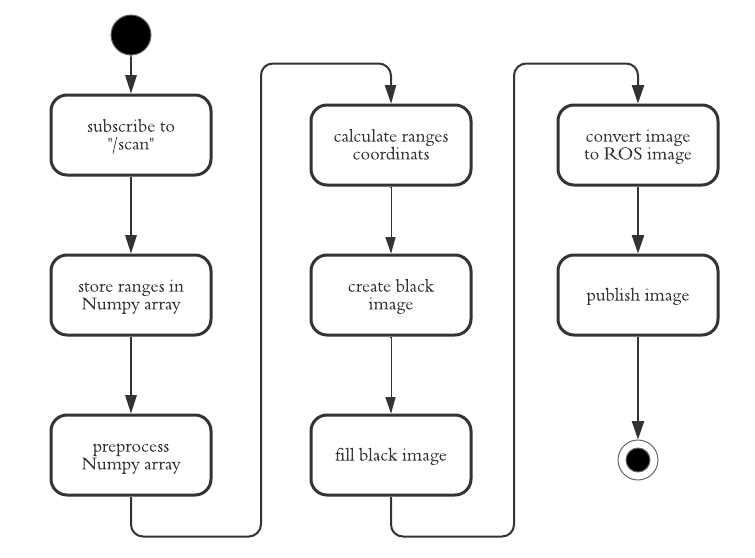 subscribe to
"/scan"
store ranges in
Numpy array
preprocess
Numpy array
calculate ranges
coordinats
create black
image
fill black image
convert image
to ROS image
publish image